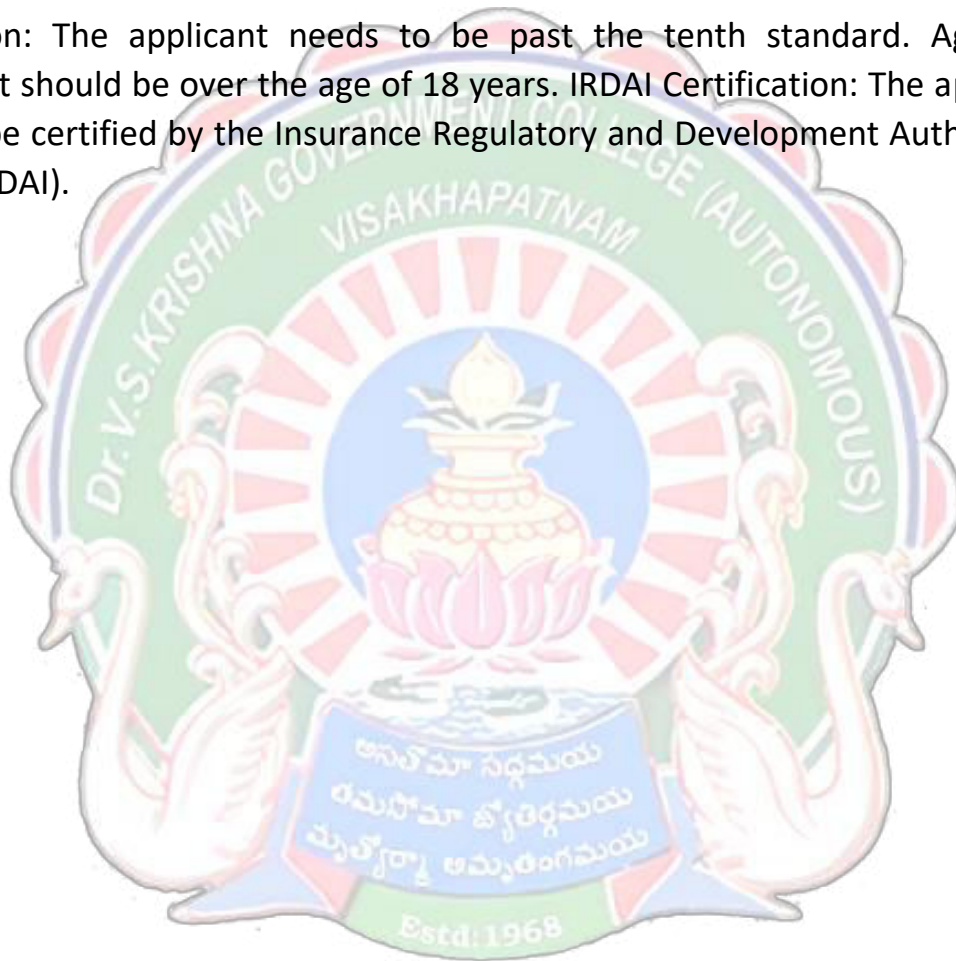 on: The applicant needs to be past the tenth standard. Ag
t should be over the age of 18 years. IRDAI Certification: The ap
be certified by the Insurance Regulatory and Development Auth
DAI).
Dr.V.S.KRISHNA GOVERNMENT COLLEGE (AUTONOMOUS)
VISAKHAPATNAM
అసతోమా సద్గమయ
తమసోమా జ్యోతిర్గమయ
మృత్యోర్మా అమృతంగమయ
Estd:1968